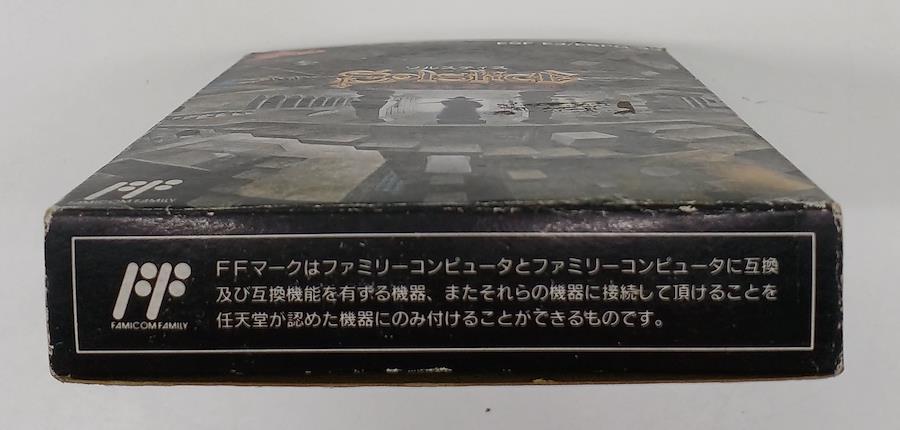 ソルスティス
Solstice
FAMICOM FAMILY
FFマークはファミリーコンピュータとファミリーコンピュータに互換
及び互換機能を有する機器、またそれらの機器に接続して頂けることを
任天堂が認めた機器にのみ付けることができるものです。
FAMICOM FAMILY